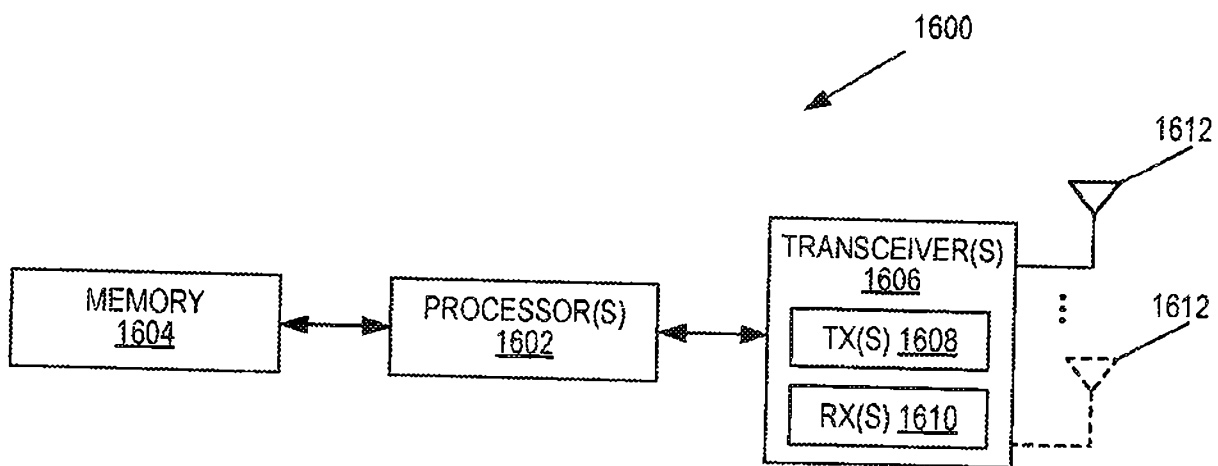 1600
1612
TRANSCEIVER(S)
1606
MEMORY
1604
PROCESSOR(S)
1602
1612
TX(S) 1608
RX(S) 1610